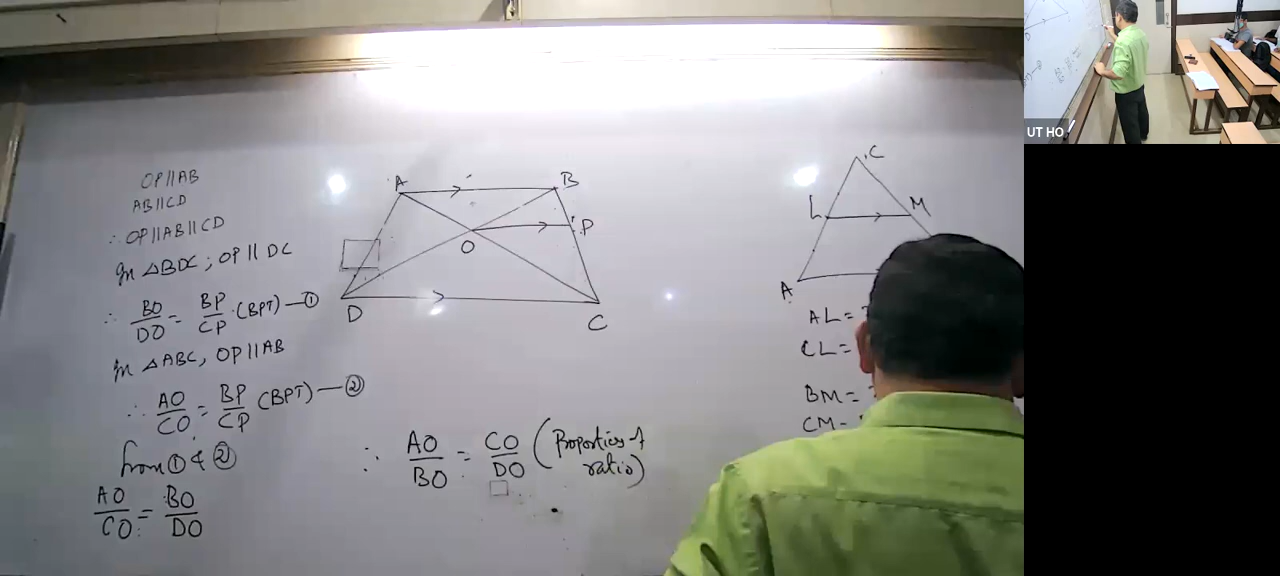 OP||AB
AB||CD
∴ OP||AB||CD
In △BDC; OP || DC
∴ BO/DO = BP/CP (BPT) — ①
In △ABC, OP||AB
∴ AO/CO = BP/CP (BPT) — ②
from ① & ②
AO/CO = BO/DO
A
B
P
O
D
C
∴ AO/BO = CO/DO (Properties of
ratio)
C
L
M
A
AL =
CL =
BM =
CM =
UT HO